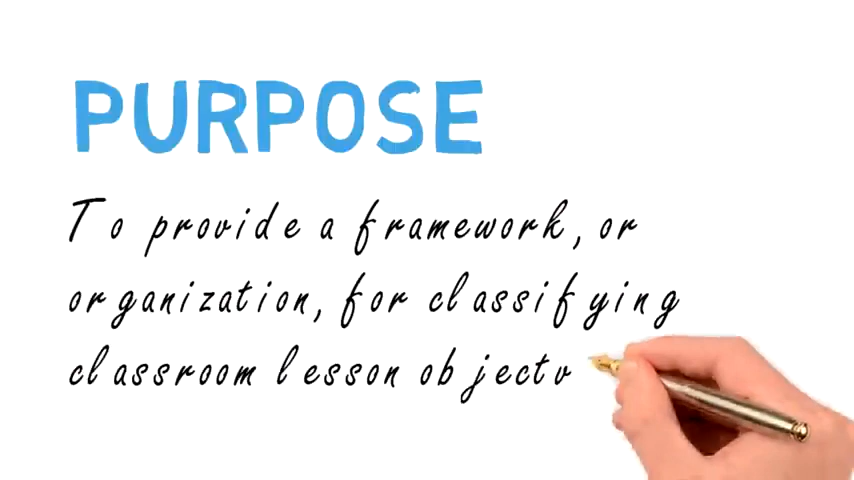 PURPOSE
To provide a framework, or
organization, for classifying
classroom lesson objectv